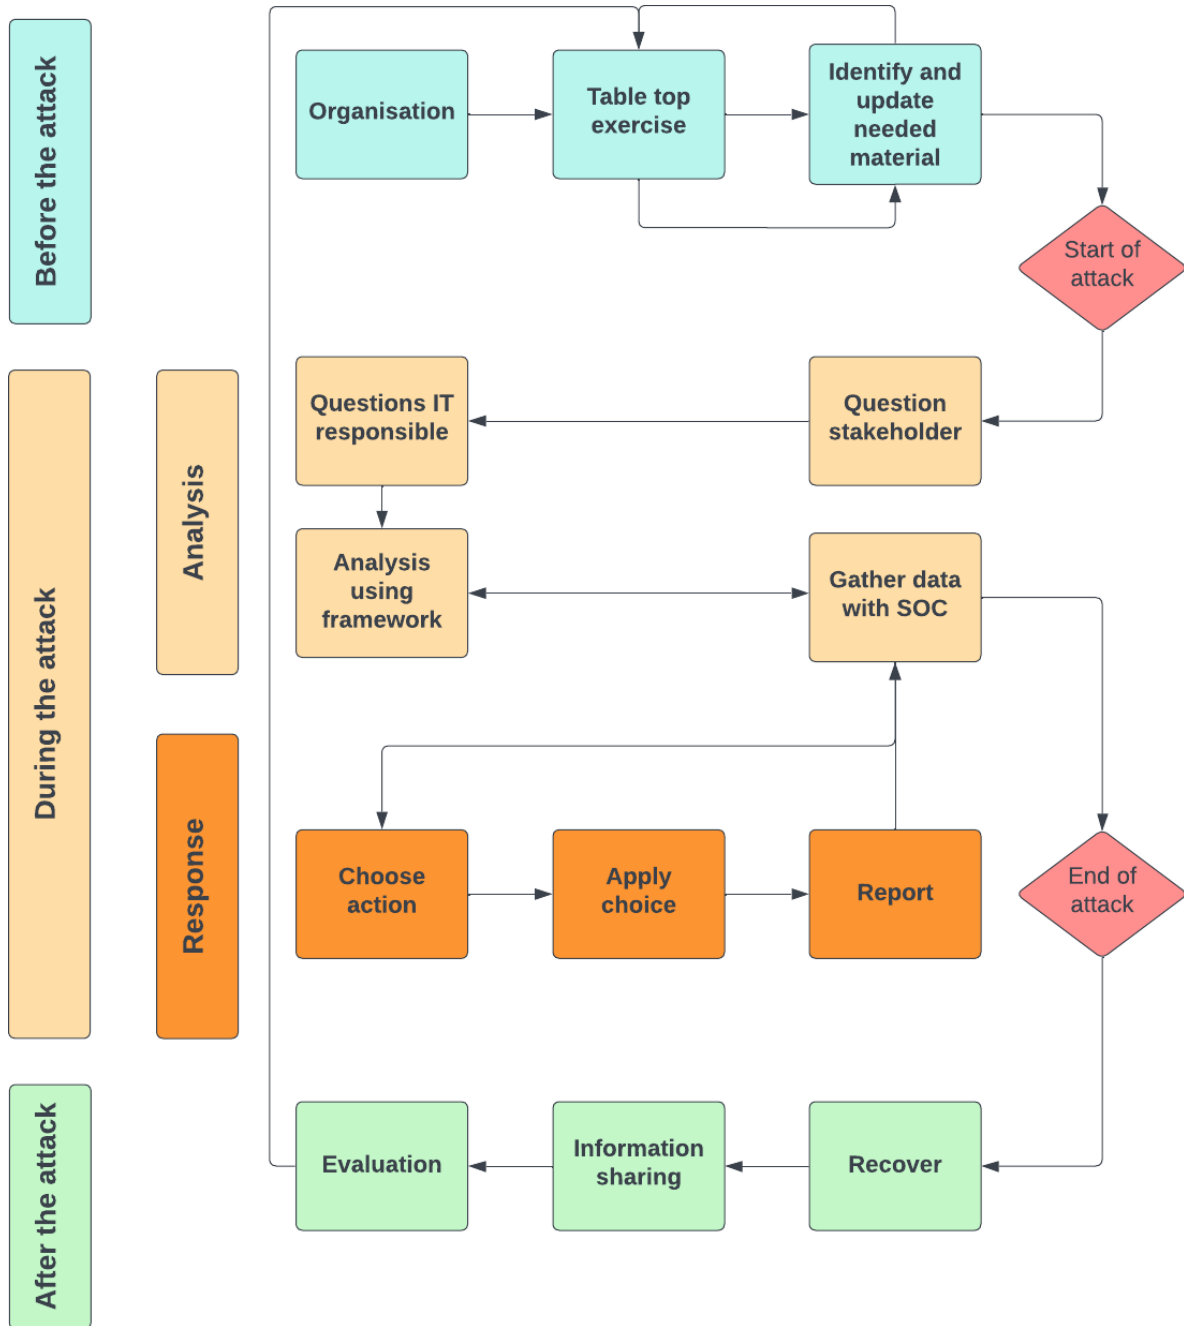 Before the attack
Organisation
Table top
exercise
Identify and
update
needed
material
Start of
attack
During the attack
Analysis
Questions IT
responsible
Question
stakeholder
Analysis
using
framework
Gather data
with SOC
Response
Choose
action
Apply
choice
Report
End of
attack
After the attack
Evaluation
Information
sharing
Recover